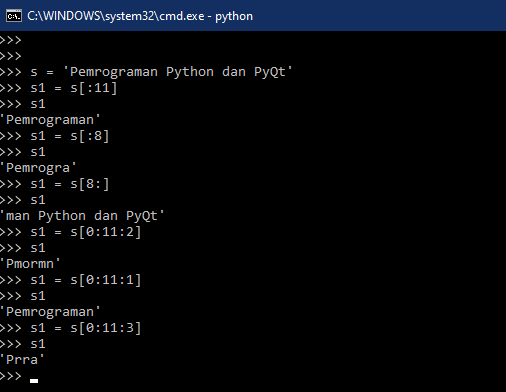 C:\WINDOWS\system32\cmd.exe - python
>>>
>>>
>>> s = 'Pemrograman Python dan PyQt'
>>> s1 = s[:11]
>>> s1
'Pemrograman'
>>> s1 = s[:8]
>>> s1
'Pemrogra'
>>> s1 = s[8:]
>>> s1
'man Python dan PyQt'
>>> s1 = s[0:11:2]
>>> s1
'Pmormn'
>>> s1 = s[0:11:1]
>>> s1
'Pemrograman'
>>> s1 = s[0:11:3]
>>> s1
'Prra'
>>>